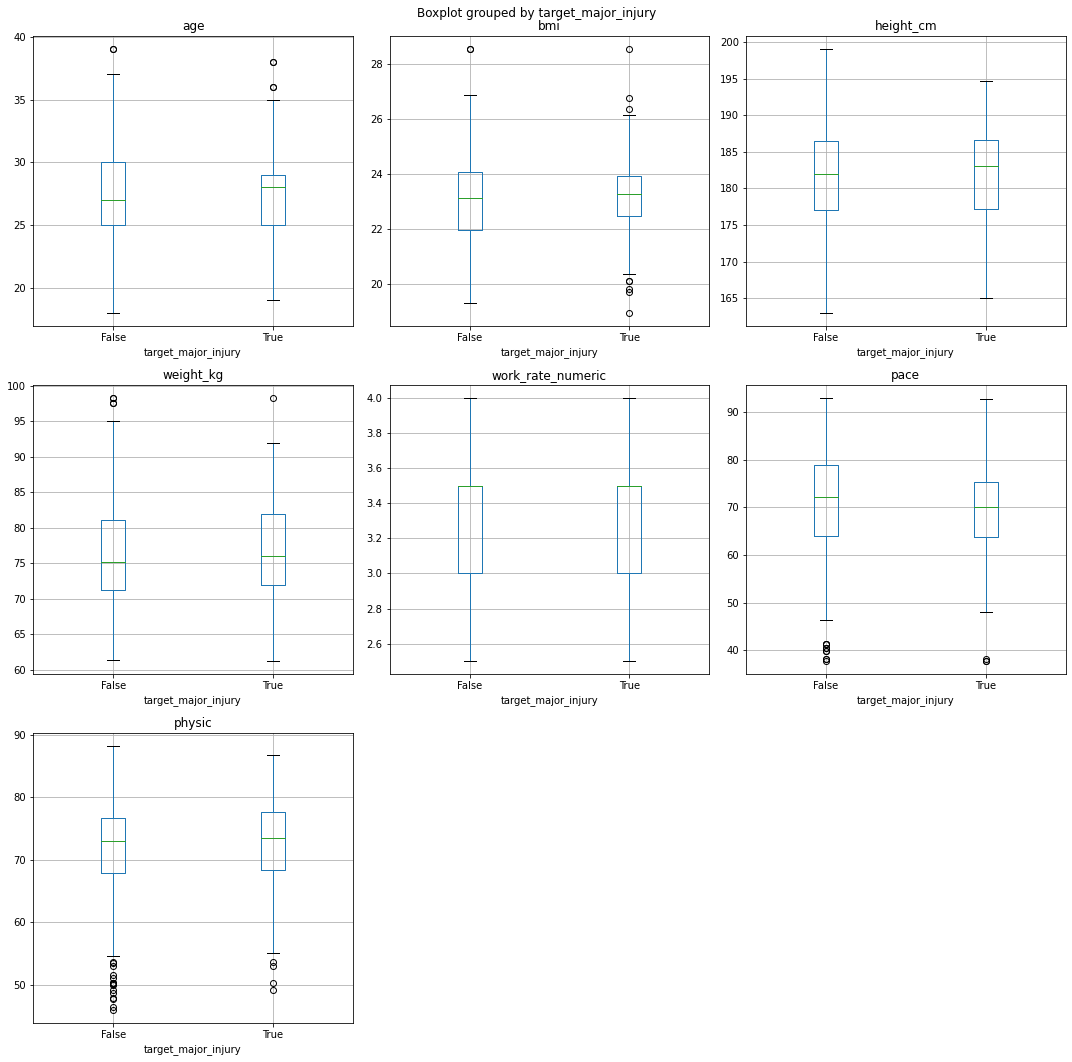 Boxplot grouped by target_major_injury
age
40
35
30
25
20
False True
target_major_injury
bmi
28
26
24
22
20
False True
target_major_injury
height_cm
200
195
190
185
180
175
170
165
False True
target_major_injury
weight_kg
100
95
90
85
80
75
70
65
60
False True
target_major_injury
work_rate_numeric
4.0
3.8
3.6
3.4
3.2
3.0
2.8
2.6
False True
target_major_injury
pace
90
80
70
60
50
40
False True
target_major_injury
physic
90
80
70
60
50
False True
target_major_injury